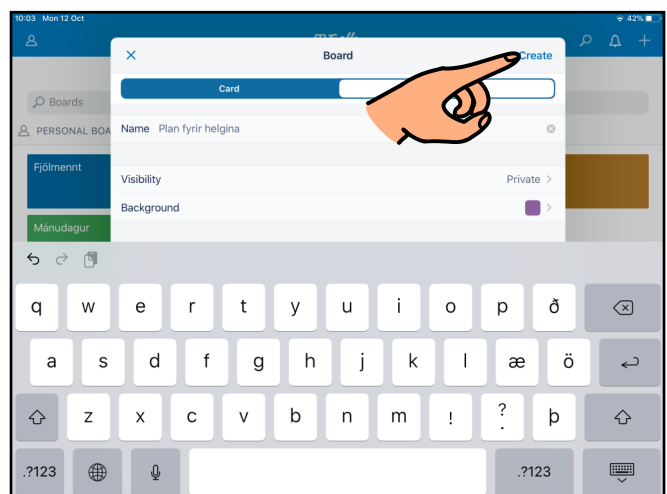 10:03 Mon 12 Oct
42%
Board
Create
Card
Boards
PERSONAL BOA
Name Plan fyrir helgina
Fjölmennt
Visibility Private
Background
Mánudagur
q w e r t y u i o p ð
a s d f g h j k l æ ö
z x c v b n m ! ? . þ
.?123 .?123